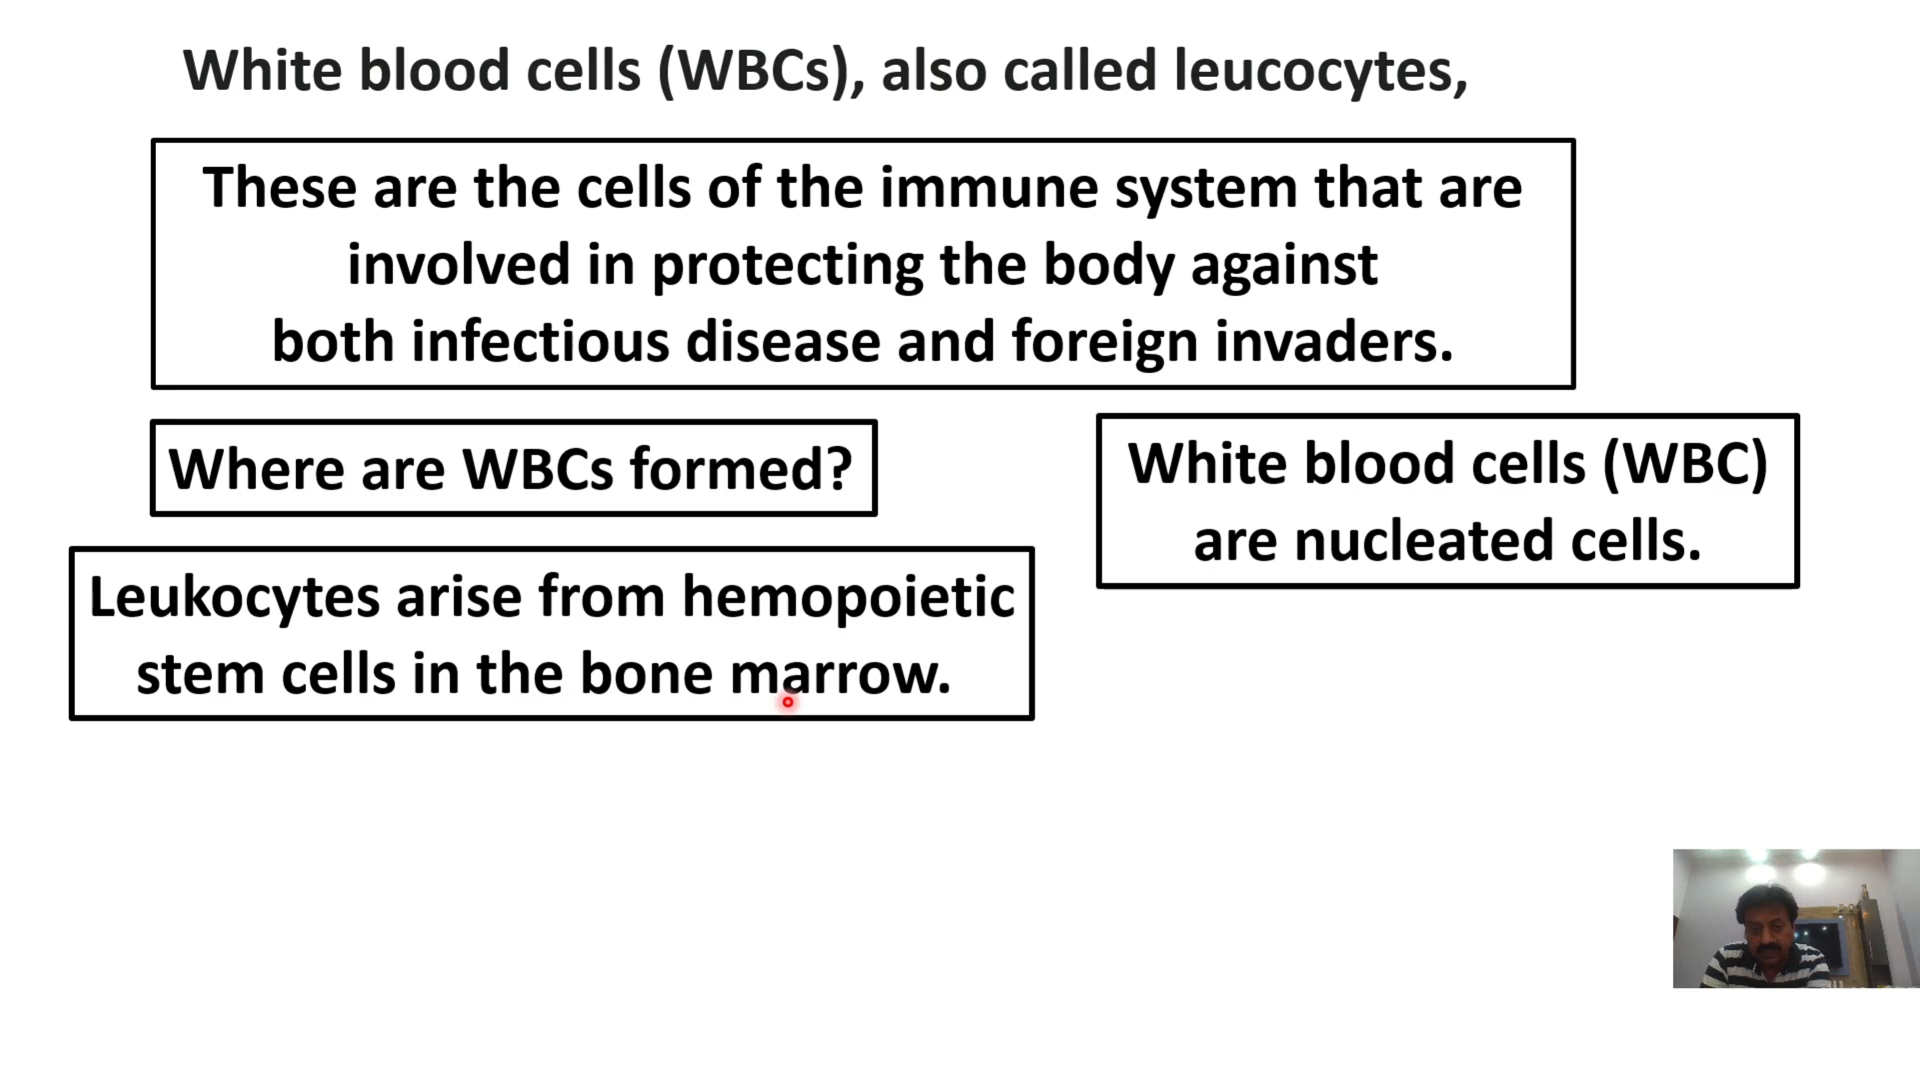 White blood cells (WBCs), also called leucocytes,
These are the cells of the immune system that are
involved in protecting the body against
both infectious disease and foreign invaders.
Where are WBCs formed?
White blood cells (WBC)
are nucleated cells.
Leukocytes arise from hemopoietic
stem cells in the bone marrow.